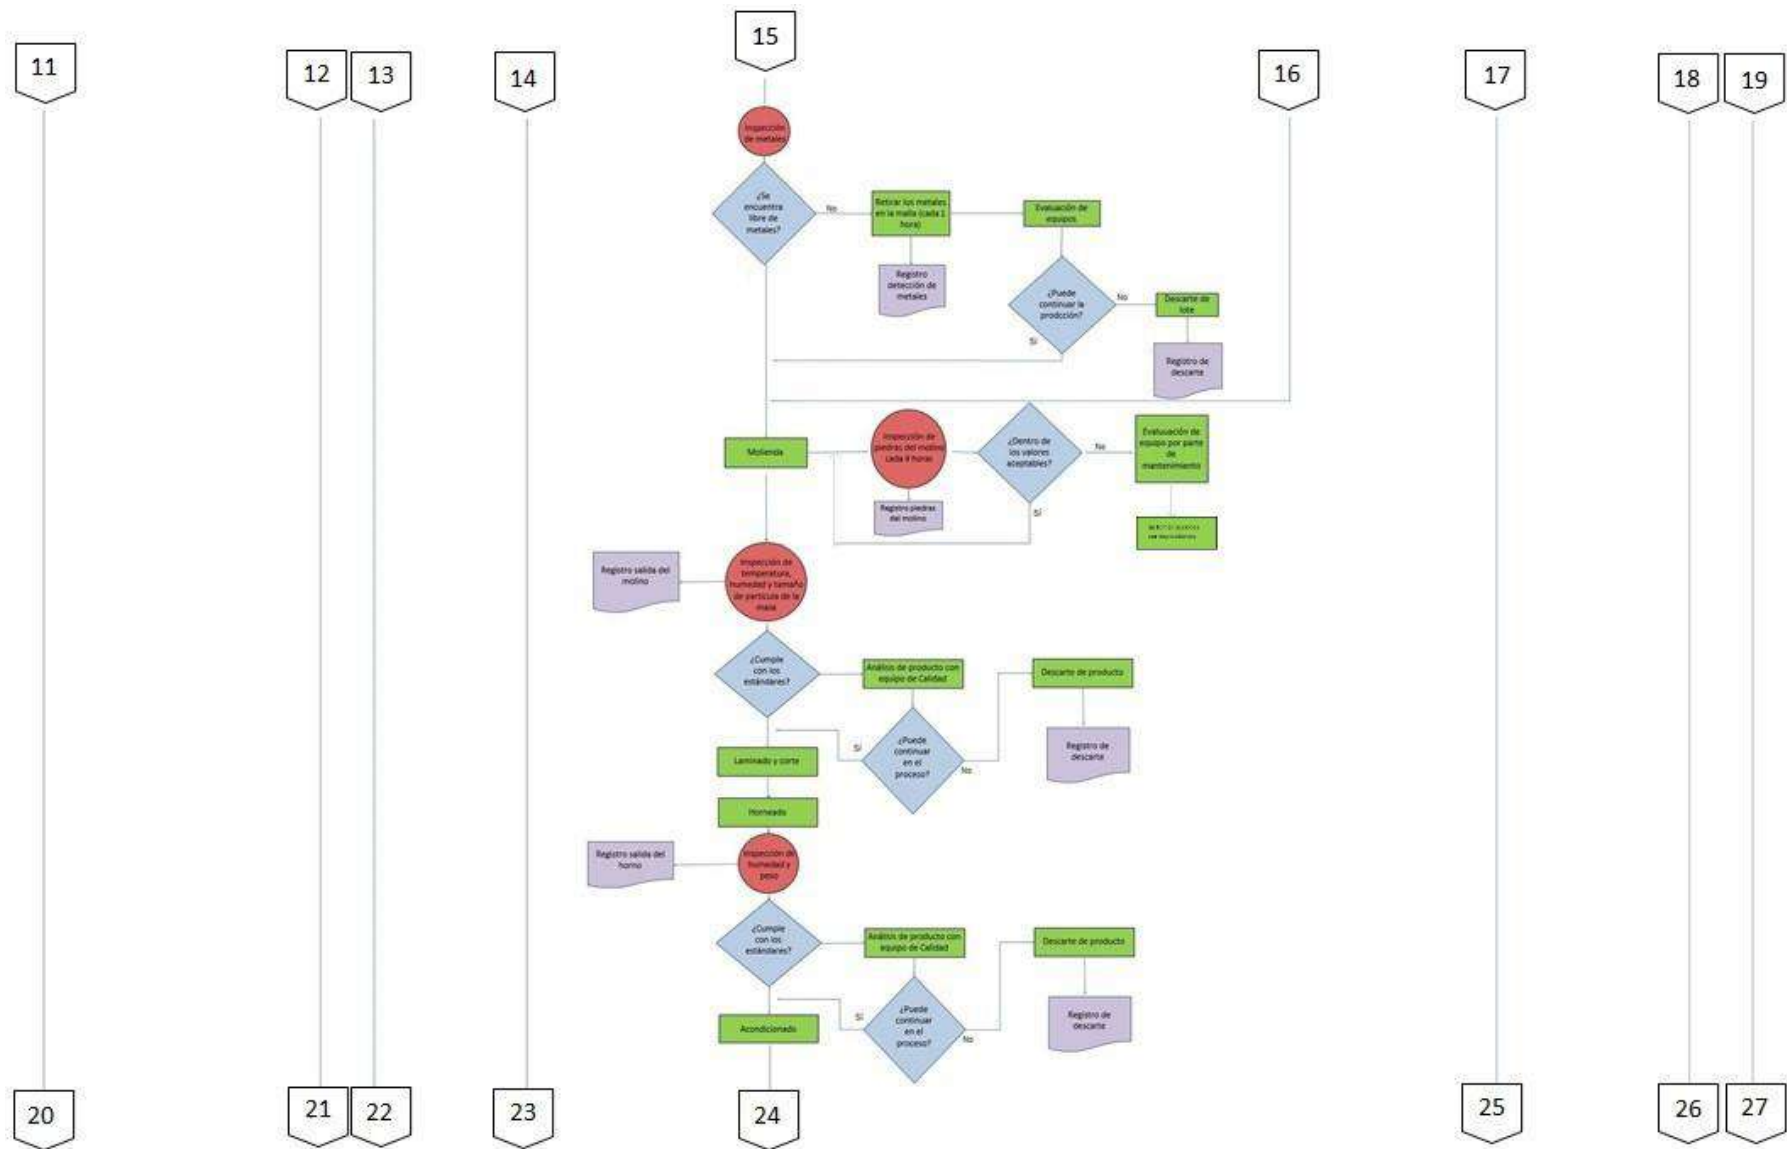 15
11
12
13
14
16
17
18
19
Inspección
de metales
¿Se
encuentra
libre de
metales?
No
Retirar los metales
en la malla (cada 1
hora)
Evaluación de
equipos
Registro
detección de
metales
¿Puede
continuar la
prodcción?
No
Descarte de
lote
Sí
Registro de
descarte
Molienda
Inspección de
piedras del molino
cada 4 horas
¿Dentro de
los valores
aceptables?
No
Evalucación de
equipo por parte
de
mantenimiento
Registro piedras
del molino
Sí
Registro salida del
molino
Inspección de
temperatura,
humedad y tamaño
de partícula de la
masa
¿Cumple
con los
estándares?
Análisis de producto con
equipo de Calidad
Descarte de producto
¿Puede
continuar
en el
proceso?
Sí
No
Registro de
descarte
Laminado y corte
Horneado
Registro salida del
horno
Inspección de
humedad y
peso
¿Cumple
con los
estándares?
Análisis de producto con
equipo de Calidad
Descarte de producto
¿Puede
continuar
en el
proceso?
Sí
No
Registro de
descarte
Acondicionado
20
21
22
23
24
25
26
27